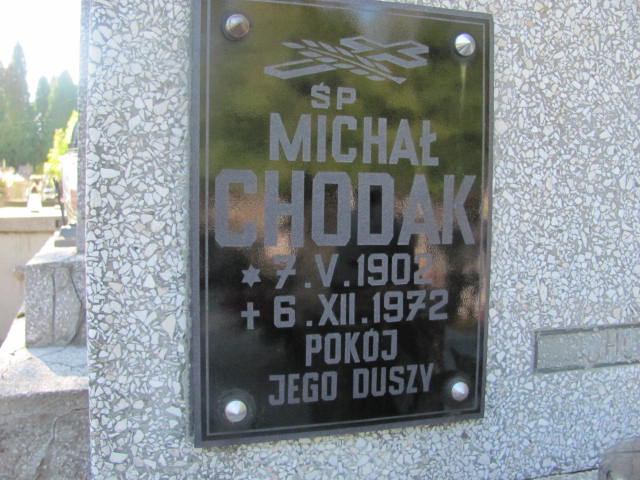 ŚP
MICHAŁ
CHODAK
* 7.V.1902
✝ 6.XII.1972
POKÓJ
JEGO DUSZY